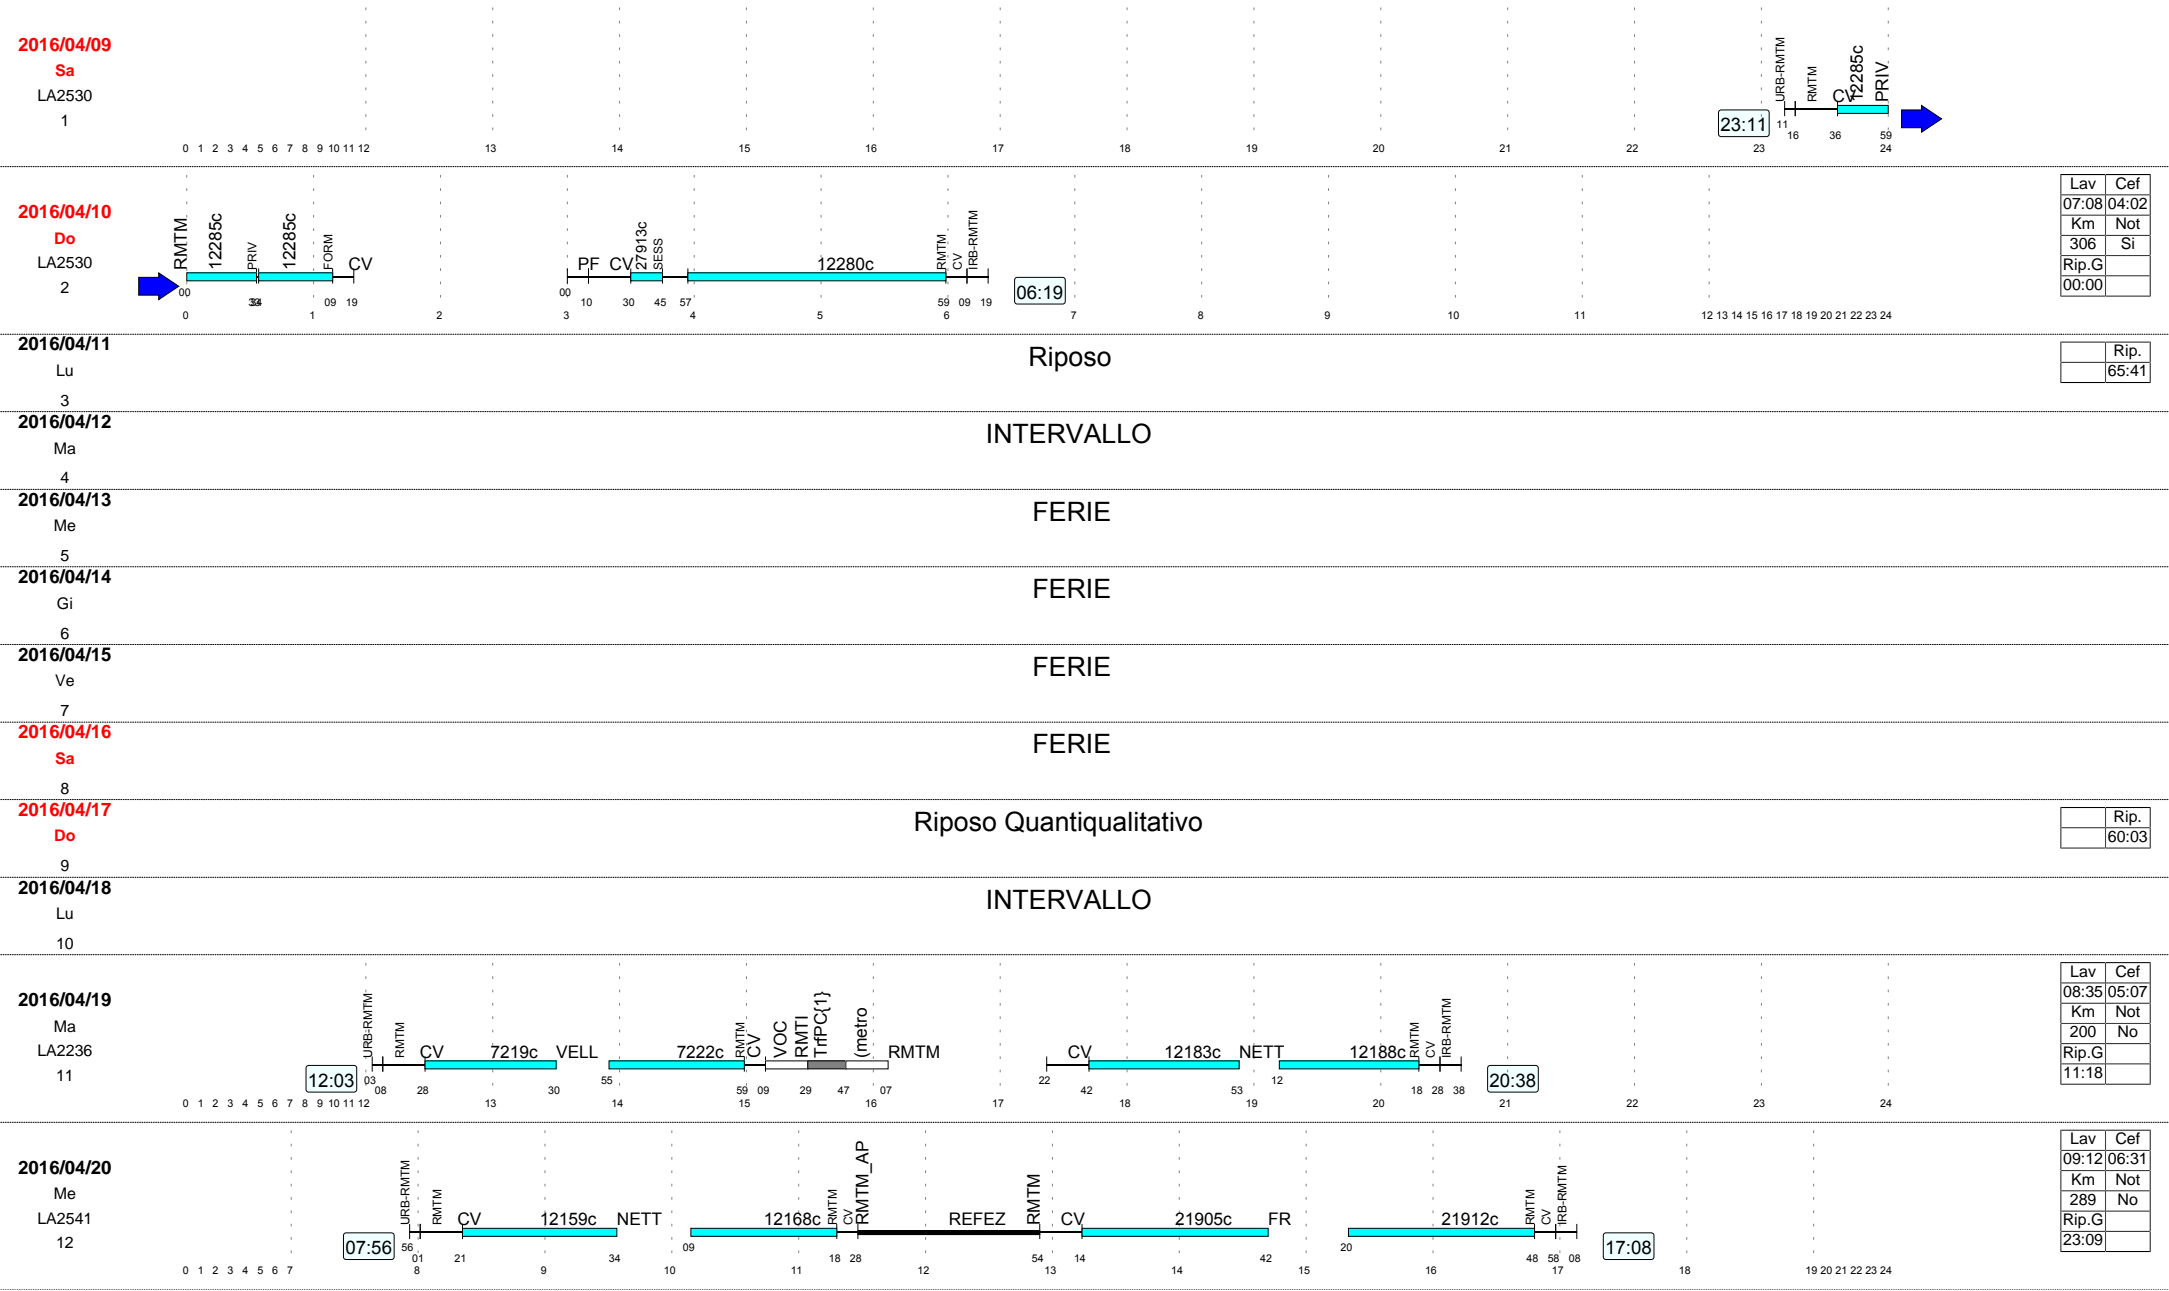 2016/04/09
Sa
LA2530
1
23:11
URB-RMTM
RMTM
CV
12285c
PRIV
11
16
36
59
0 1 2 3 4 5 6 7 8 9 10 11 12 13 14 15 16 17 18 19 20 21 22 23 24
2016/04/10
Do
LA2530
2
RMTM
12285c
PRIV
12285c
FORM
CV
PF
CV
27913c
SESS
12280c
RMTM
CV
IRB-RMTM
00
33
34
09
19
00
10
30
45
57
59
09
19
06:19
0 1 2 3 4 5 6 7 8 9 10 11 12 13 14 15 16 17 18 19 20 21 22 23 24
Lav Cef
07:08 04:02
Km Not
306 Si
Rip.G
00:00
2016/04/11
Lu
3
Riposo
Rip.
65:41
2016/04/12
Ma
4
INTERVALLO
2016/04/13
Me
5
FERIE
2016/04/14
Gi
6
FERIE
2016/04/15
Ve
7
FERIE
2016/04/16
Sa
8
FERIE
2016/04/17
Do
9
Riposo Quantiqualitativo
Rip.
60:03
2016/04/18
Lu
10
INTERVALLO
2016/04/19
Ma
LA2236
11
12:03
URB-RMTM
RMTM
CV
7219c
VELL
7222c
RMTM
CV
VOC
RMTI
TrfPC{1}
(metro
RMTM
CV
12183c
NETT
12188c
RMTM
CV
IRB-RMTM
03
08
28
30
55
59
09
29
47
07
22
42
53
12
18
28
38
20:38
0 1 2 3 4 5 6 7 8 9 10 11 12 13 14 15 16 17 18 19 20 21 22 23 24
Lav Cef
08:35 05:07
Km Not
200 No
Rip.G
11:18
2016/04/20
Me
LA2541
12
07:56
URB-RMTM
RMTM
CV
12159c
NETT
12168c
RMTM
CV
RMTM_AP
REFEZ
RMTM
CV
21905c
FR
21912c
RMTM
CV
IRB-RMTM
56
01
21
34
09
18
28
54
14
42
20
48
58
08
17:08
0 1 2 3 4 5 6 7 8 9 10 11 12 13 14 15 16 17 18 19 20 21 22 23 24
Lav Cef
09:12 06:31
Km Not
289 No
Rip.G
23:09